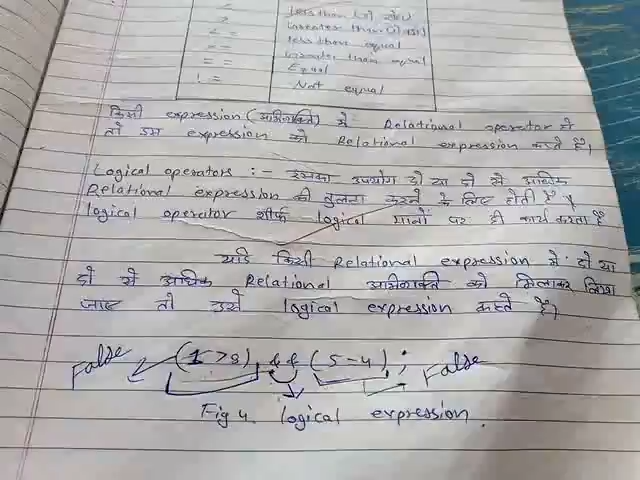 less than
greater than
<= less than equal
>= Greater than equal
== Equal
!= Not equal
किसी expression (अभिव्यक्ति) मे Relational operator
तो उस expression को Relational expression कहते हैं।
Logical operators :- इसका उपयोग दो या दो से अधिक
Relational expression की तुलना करने के लिए होती है
logical operator सीर्फ logical मानों पर ही कार्य करता है
यदि किसी Relational expression मे दो या
दो से अधिक Relational अभिव्यक्ति को मिलाकर लिखा
जाए तो उसे logical expression कहते हैं।
False (1>8) && (5-4); False
Fig 4. logical expression.